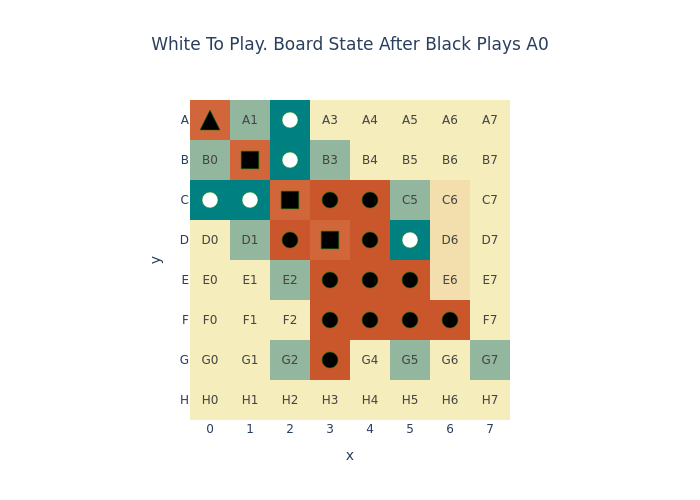 White To Play. Board State After Black Plays A0
A A1 A3 A4 A5 A6 A7
B B0 B3 B4 B5 B6 B7
C C5 C6 C7
D D0 D1 D6 D7
E E0 E1 E2 E6 E7
F F0 F1 F2 F7
G G0 G1 G2 G4 G5 G6 G7
H H0 H1 H2 H3 H4 H5 H6 H7
0 1 2 3 4 5 6 7
x
y